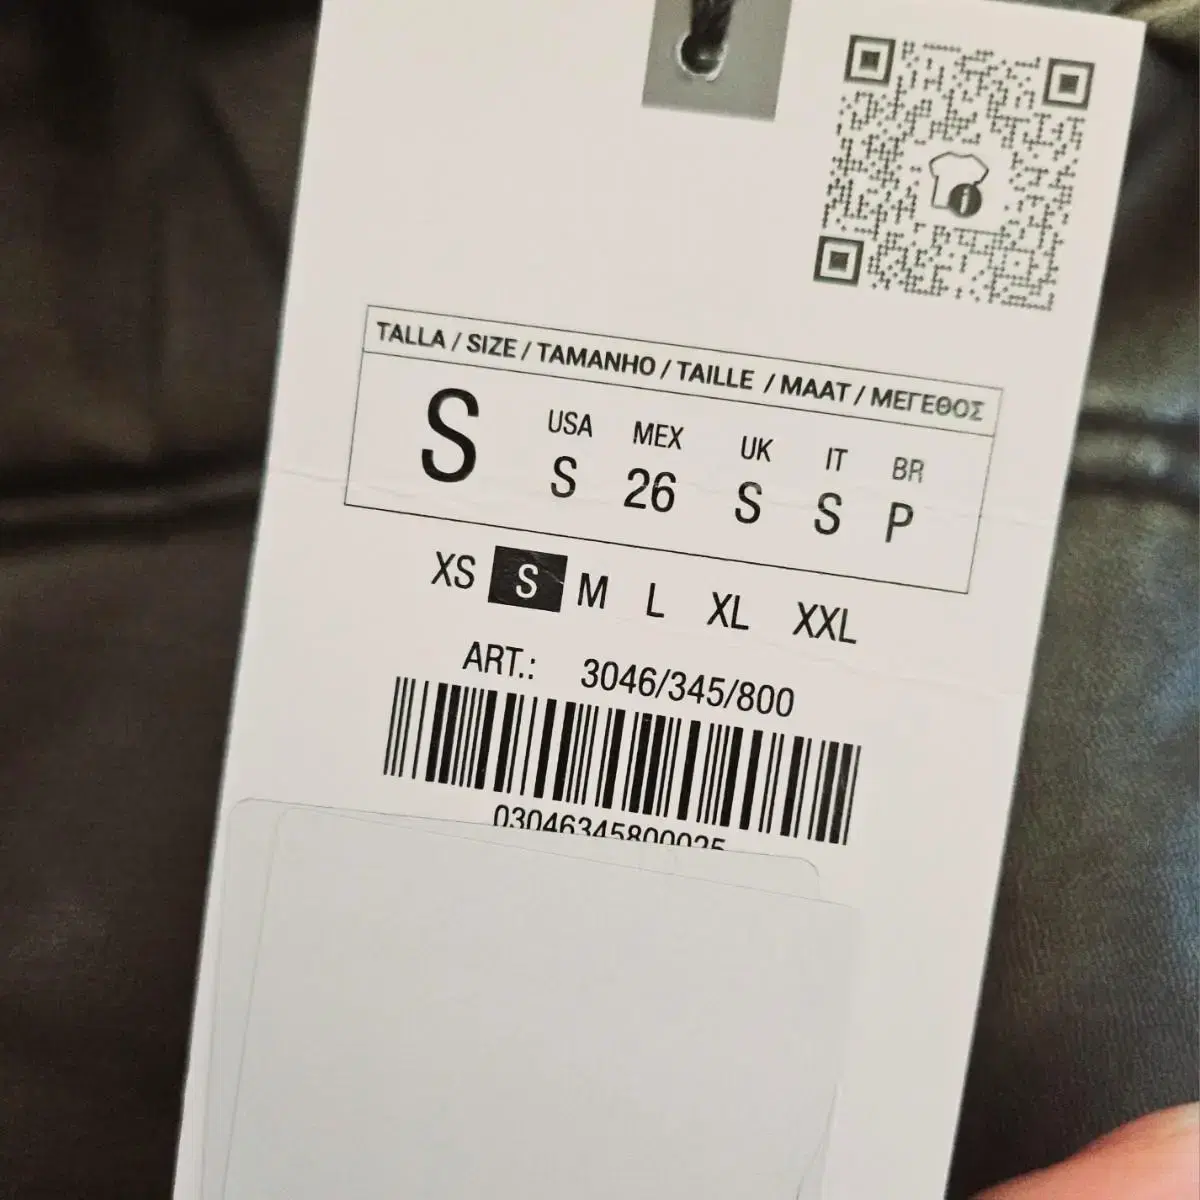 TALLA / SIZE / TAMANHO / TAILLE / MAAT / ΜΕΓΕΘΟΣ
USA MEX UK IT BR
S S 26 S S P
XS S M L XL XXL
ART.: 3046/345/800
03046345800025